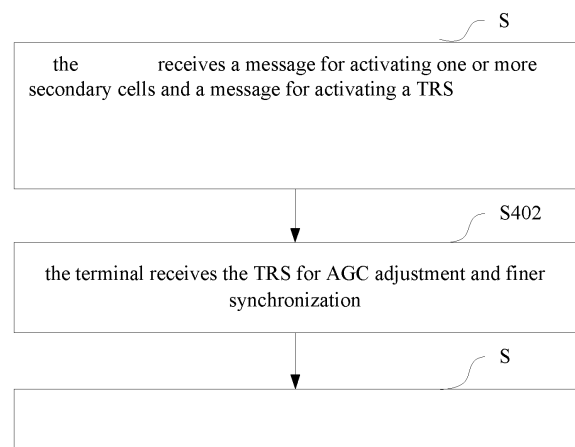 S
the receives a message for activating one or more
secondary cells and a message for activating a TRS
S402
the terminal receives the TRS for AGC adjustment and finer
synchronization
S